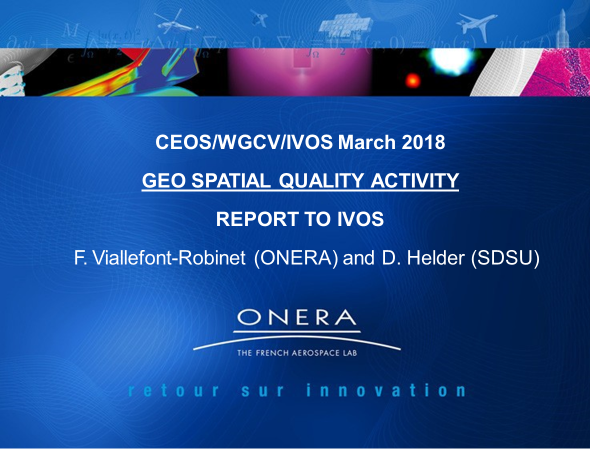 CEOS/WGCV/IVOS March 2018
GEO SPATIAL QUALITY ACTIVITY
REPORT TO IVOS
F. Viallefont-Robinet (ONERA) and D. Helder (SDSU)
ONERA
THE FRENCH AEROSPACE LAB
retour sur innovation